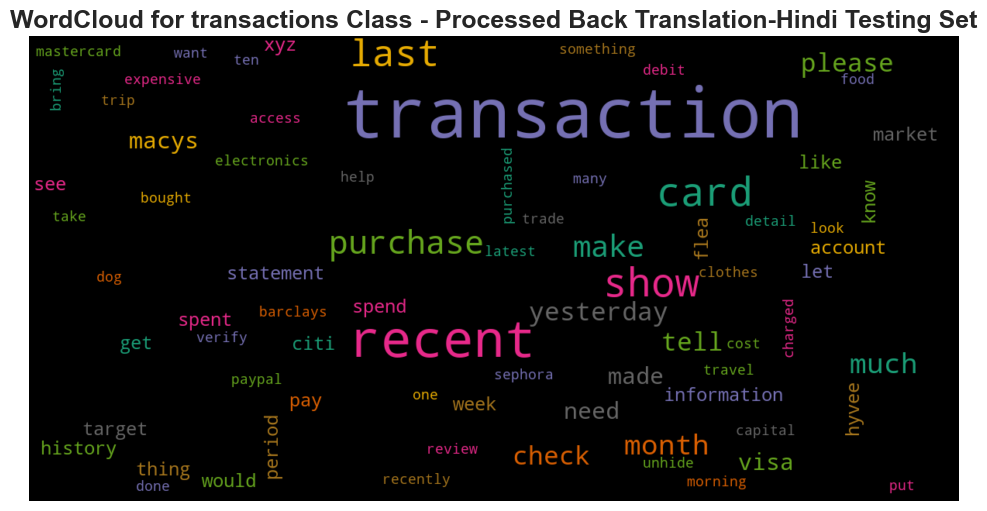 WordCloud for transactions Class - Processed Back Translation-Hindi Testing Set
mastercard
want
ten
xyz
last
something
debit
please
food
bring
expensive
trip
transaction
access
macys
market
electronics
help
purchased
many
like
see
card
know
bought
take
trade
detail
look
flea
purchase
latest
make
account
dog
statement
show
clothes
let
barclays
spend
yesterday
charged
spent
verify
get
citi
recent
tell
cost
much
paypal
sephora
made
travel
pay
one
week
information
hyvee
need
target
period
capital
history
review
check
month
visa
thing
unhide
done
would
recently
morning
put